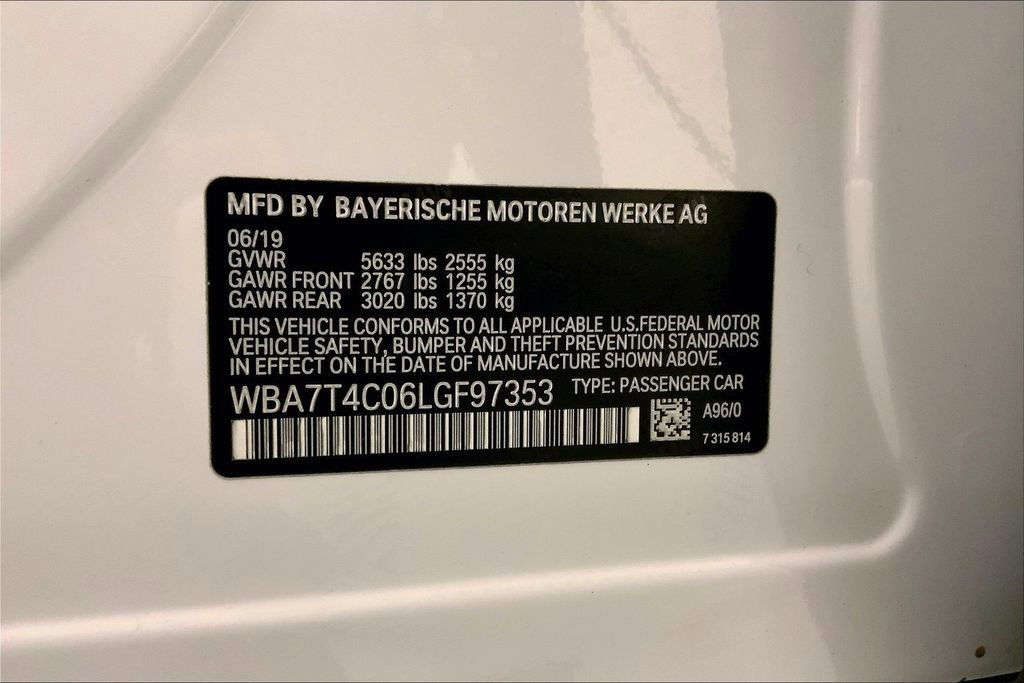 MFD BY BAYERISCHE MOTOREN WERKE AG
06/19
GVWR 5633 lbs 2555 kg
GAWR FRONT 2767 lbs 1255 kg
GAWR REAR 3020 lbs 1370 kg
THIS VEHICLE CONFORMS TO ALL APPLICABLE U.S.FEDERAL MOTOR
VEHICLE SAFETY, BUMPER AND THEFT PREVENTION STANDARDS
IN EFFECT ON THE DATE OF MANUFACTURE SHOWN ABOVE.
WBA7T4C06LGF97353 TYPE: PASSENGER CAR
A96/0
7 315 814